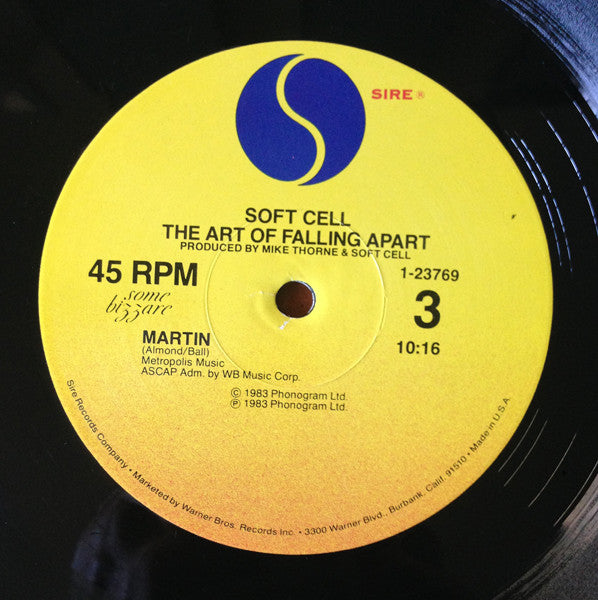 SIRE ®
SOFT CELL
THE ART OF FALLING APART
PRODUCED BY MIKE THORNE & SOFT CELL
45 RPM
1-23769
some
bizzare
3
MARTIN
10:16
(Almond/Ball)
Metropolis Music
ASCAP Adm. by WB Music Corp.
© 1983 Phonogram Ltd.
℗ 1983 Phonogram Ltd.
Sire Records Company • Marketed by Warner Bros. Records Inc. • 3300 Warner Blvd., Burbank, Calif. 91510 • Made in U.S.A.